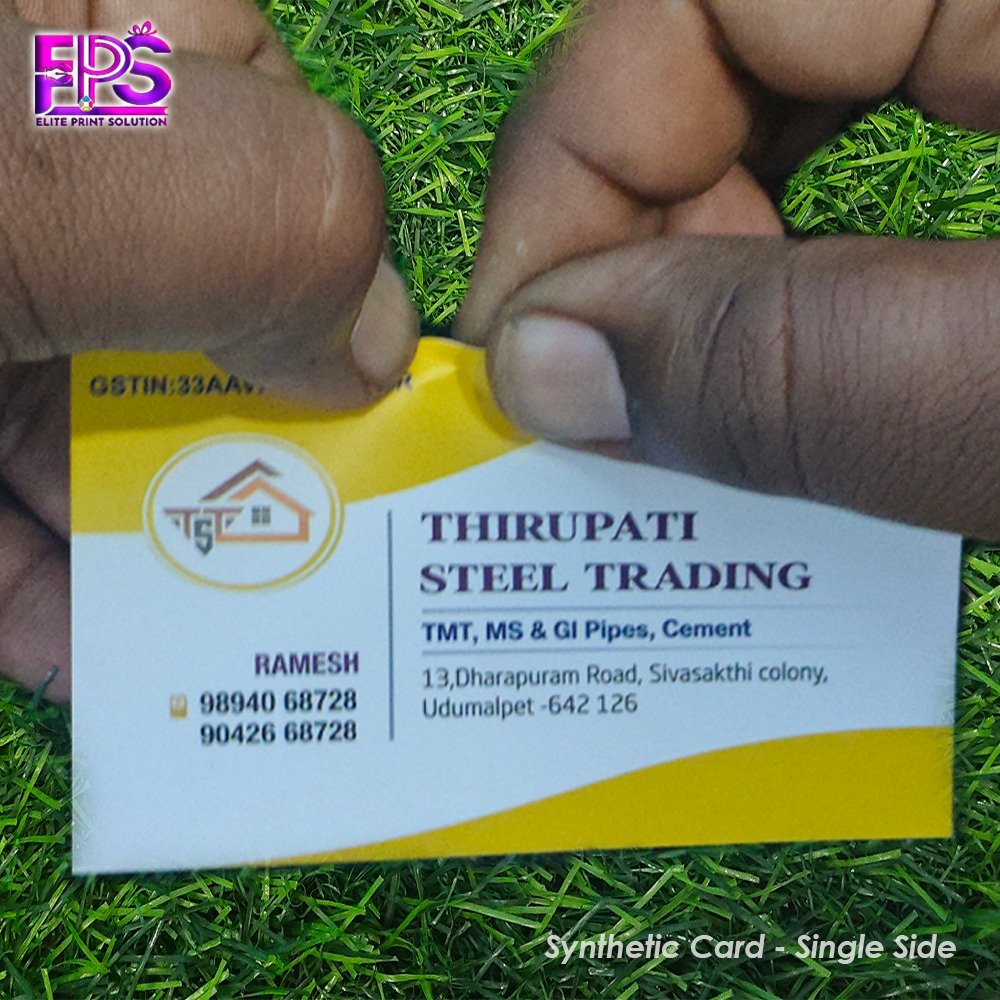 EPS
ELITE PRINT SOLUTION
TST
THIRUPATI
STEEL TRADING
TMT, MS & GI Pipes, Cement
13,Dharapuram Road, Sivasakthi colony,
Udumalpet -642 126
RAMESH
98940 68728
90426 68728
Synthetic Card - Single Side